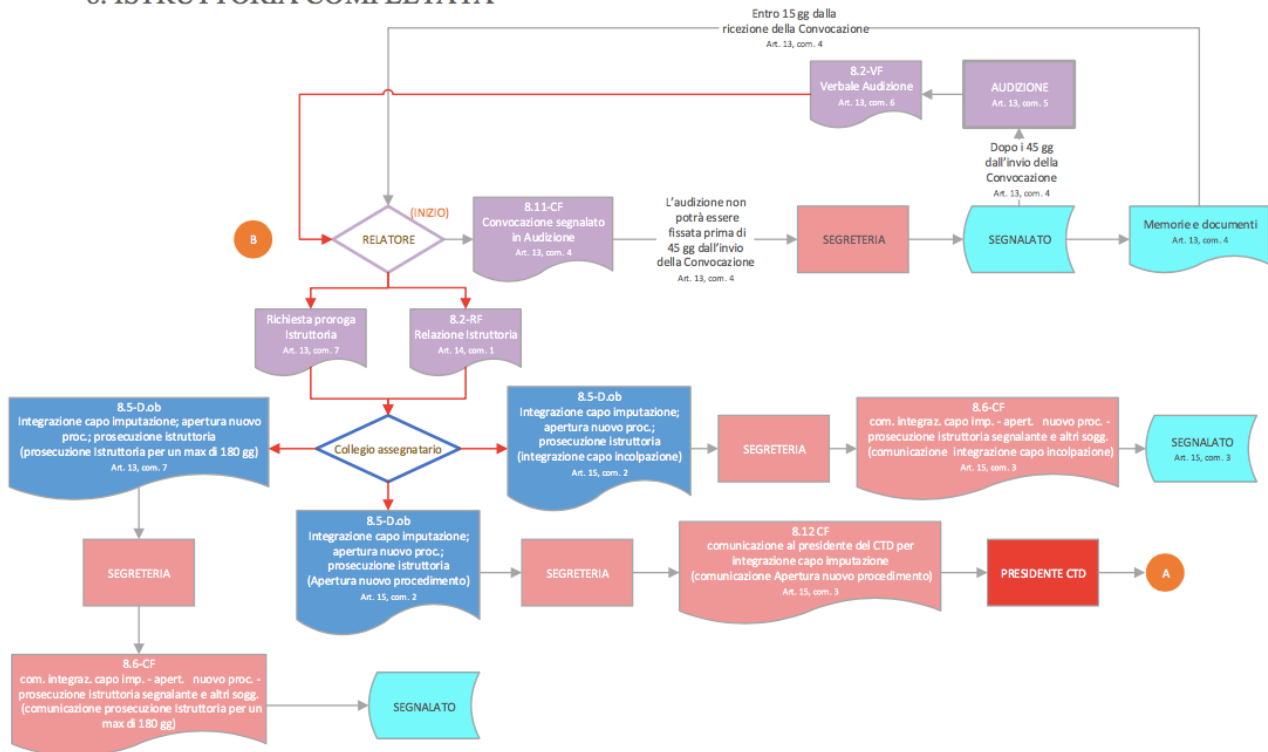 Entro 15 gg dalla
ricezione della Convocazione
Art. 13, com. 4
8.2-VF
Verbale Audizione
Art. 13, com. 6
AUDIZIONE
Art. 13, com. 5
Dopo i 45 gg
dall'invio della
Convocazione
Art. 13, com. 4
B
(INIZIO)
RELATORE
8.11-CF
Convocazione segnalato
in Audizione
Art. 13, com. 4
L'audizione non
potrà essere
fissata prima di
45 gg dall'invio
della Convocazione
Art. 13, com. 4
SEGRETERIA
SEGNALATO
Memorie e documenti
Art. 13, com. 4
Richiesta proroga
istruttoria
Art. 13, com. 7
8.2-RF
Relazione Istruttoria
Art. 14, com. 1
8.5-D.ob
Integrazione capo imputazione; apertura nuovo
proc.; prosecuzione istruttoria
(prosecuzione Istruttoria per un max di 180 gg)
Art. 13, com. 7
Collegio assegnatario
8.5-D.ob
Integrazione capo imputazione;
apertura nuovo proc.;
prosecuzione istruttoria
(integrazione capo incolpazione)
Art. 15, com. 2
SEGRETERIA
8.6-CF
com. integraz. capo imp. - apert. nuovo proc. -
prosecuzione istruttoria segnalante e altri sogg.
(comunicazione integrazione capo incolpazione)
Art. 15, com. 3
SEGNALATO
Art. 15, com. 3
SEGRETERIA
8.5-D.ob
Integrazione capo imputazione;
apertura nuovo proc.;
prosecuzione istruttoria
(Apertura nuovo procedimento)
Art. 15, com. 2
SEGRETERIA
8.12 CF
comunicazione al presidente del CTD per
integrazione capo imputazione
(comunicazione Apertura nuovo procedimento)
Art. 15, com. 3
PRESIDENTE CTD
A
8.6-CF
com. integraz. capo imp. - apert. nuovo proc. -
prosecuzione istruttoria segnalante e altri sogg.
(comunicazione prosecuzione Istruttoria per un
max di 180 gg)
SEGNALATO